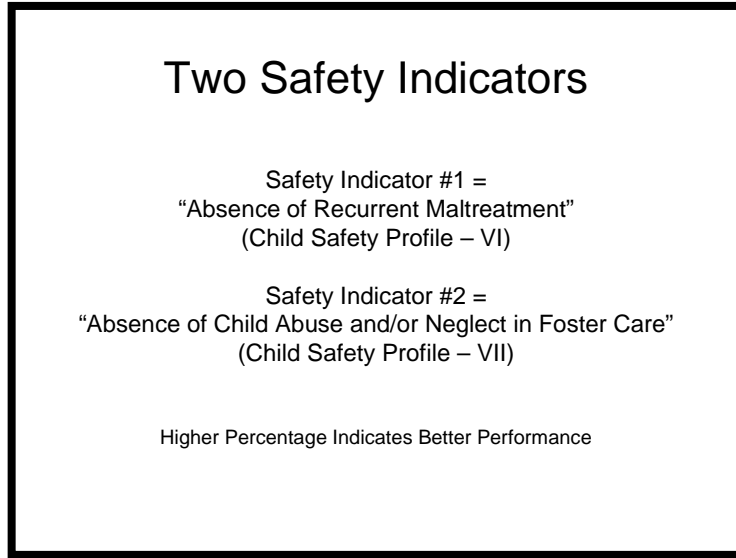 Two Safety Indicators
Safety Indicator #1 =
“Absence of Recurrent Maltreatment”
(Child Safety Profile – VI)
Safety Indicator #2 =
“Absence of Child Abuse and/or Neglect in Foster Care”
(Child Safety Profile – VII)
Higher Percentage Indicates Better Performance